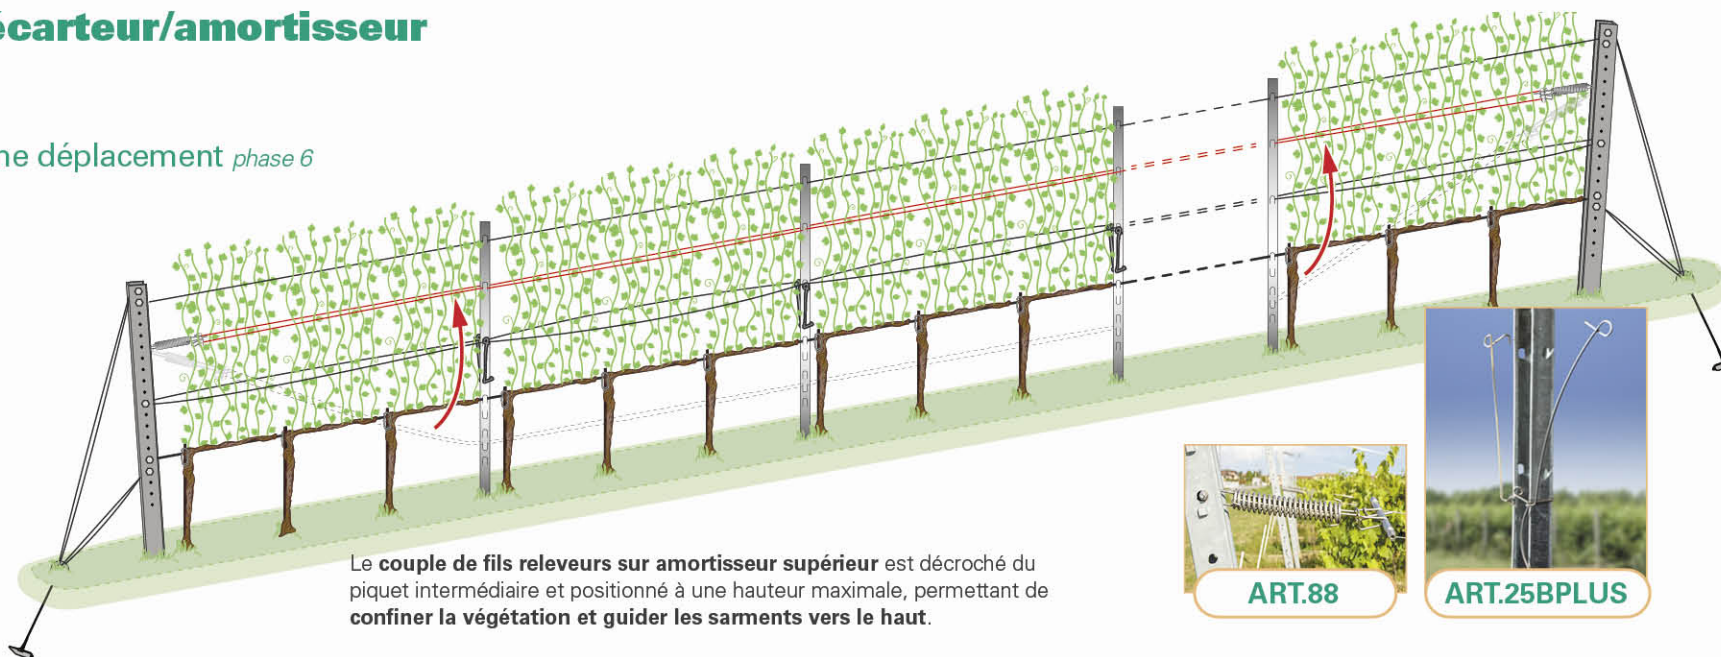 écarteur/amortisseur
déplacement phase 6
Le couple de fils releveurs sur amortisseur supérieur est décroché du
piquet intermédiaire et positionné à une hauteur maximale, permettant de
confiner la végétation et guider les sarments vers le haut.
ART.88
ART.25BPLUS